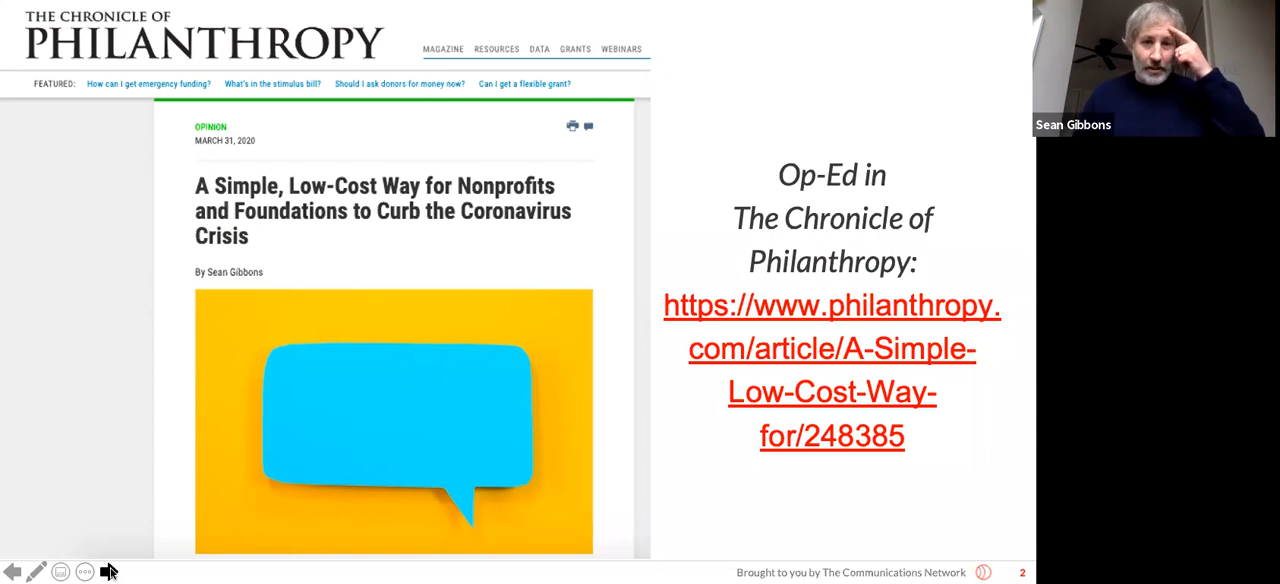 THE CHRONICLE OF
PHILANTHROPY
MAGAZINE RESOURCES DATA GRANTS WEBINARS
FEATURED: How can I get emergency funding? What's in the stimulus bill? Should I ask donors for money now? Can I get a flexible grant?
OPINION
MARCH 31, 2020
A Simple, Low-Cost Way for Nonprofits
and Foundations to Curb the Coronavirus
Crisis
By Sean Gibbons
Op-Ed in
The Chronicle of
Philanthropy:
https://www.philanthropy.
com/article/A-Simple-
Low-Cost-Way-
for/248385
Sean Gibbons
Brought to you by The Communications Network 2